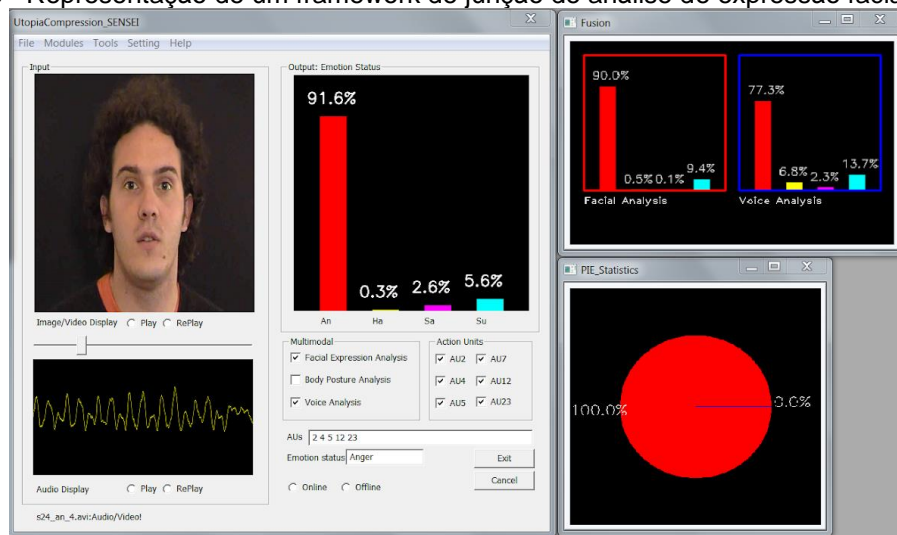 Representação de um framework de junção de análise de expressão facial
UtopiaCompression_SENSEI
File Modules Tools Setting Help
Input
Image/Video Display Play RePlay
Audio Display Play RePlay
s24_an_4.avi:Audio/Video!
Output: Emotion Status
91.6%
0.3% 2.6% 5.6%
An Ha Sa Su
Multimodal
Facial Expression Analysis
Body Posture Analysis
Voice Analysis
Action Units
AU2 AU7
AU4 AU12
AU5 AU23
AUs 2 4 5 12 23
Emotion status Anger
Exit
Online Offline
Cancel
Fusion
90.0%
0.5% 0.1% 9.4%
Facial Analysis
77.3%
6.8% 2.3% 13.7%
Voice Analysis
PIE_Statistics
100.0% 0.0%